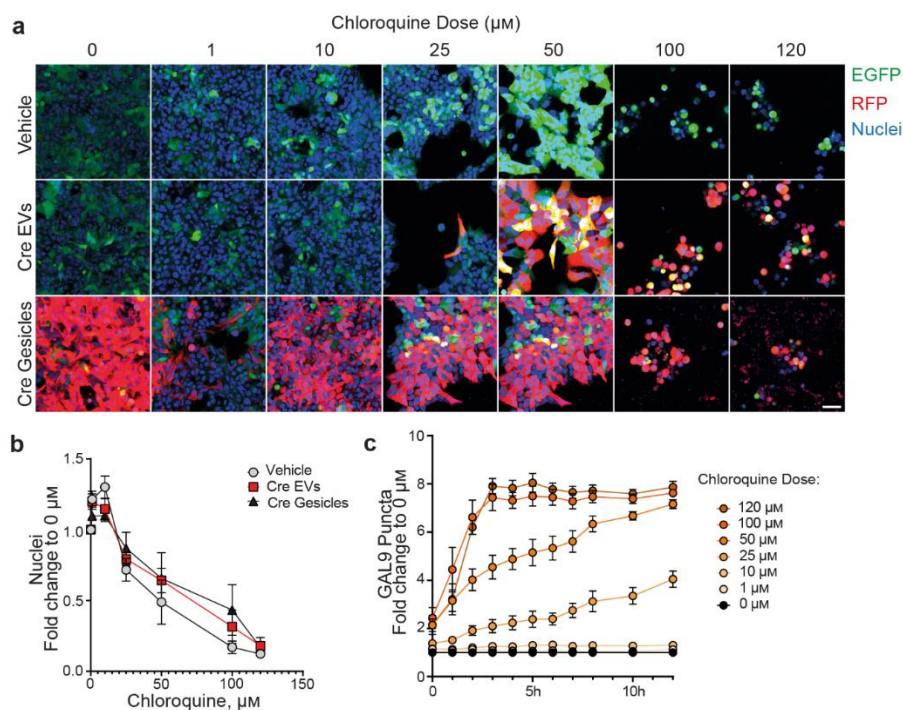 a
Chloroquine Dose (μM)
0 1 10 25 50 100 120
Vehicle
Cre EVs
Cre Gesicles
EGFP
RFP
Nuclei
b
Nuclei
Fold change to 0 μM
1.5
1.0
0.5
0.0
0 50 100 150
Chloroquine, μM
Vehicle
Cre EVs
Cre Gesicles
c
GAL9 Puncta
Fold change to 0 μM
10
8
6
4
2
0
0 5h 10h
Chloroquine Dose:
120 μM
100 μM
50 μM
25 μM
10 μM
1 μM
0 μM